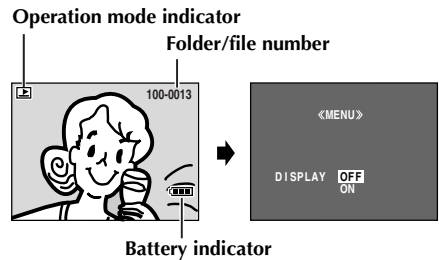 Operation mode indicator
Folder/file number
100-0013
《MENU》
DISPLAY OFF
ON
Battery indicator